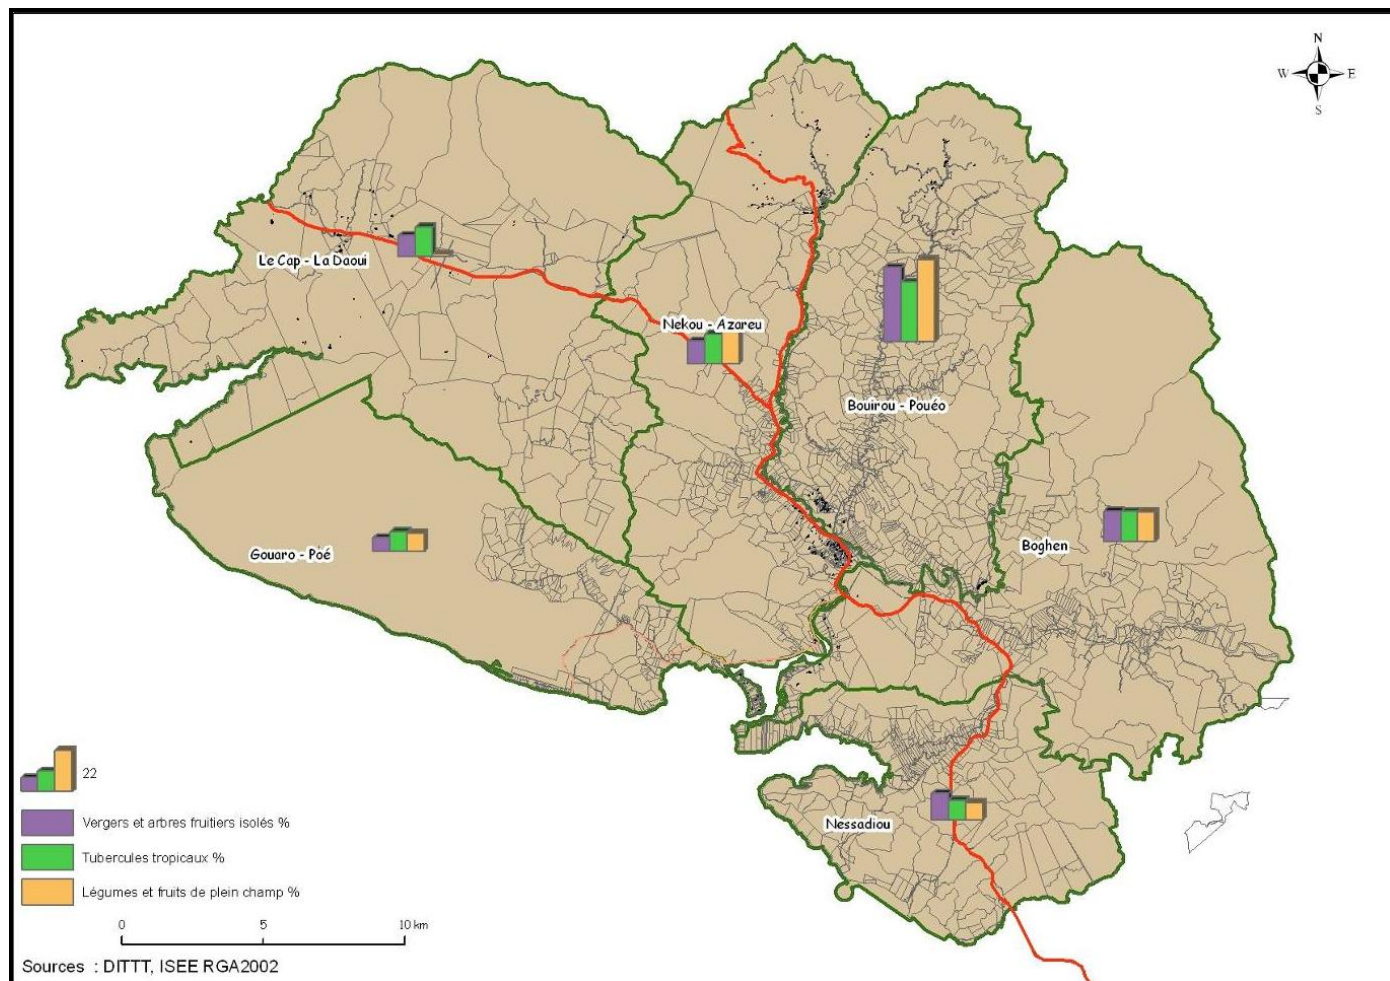 N
W E
S
Le Cap - La Daoui
Nekou - Azareu
Bouirou - Pouéo
Gouaro - Poé
Boghen
Nessadiou
22
Vergers et arbres fruitiers isolés %
Tubercules tropicaux %
Légumes et fruits de plein champ %
0 5 10 km
Sources : DITTT, ISEE RGA2002